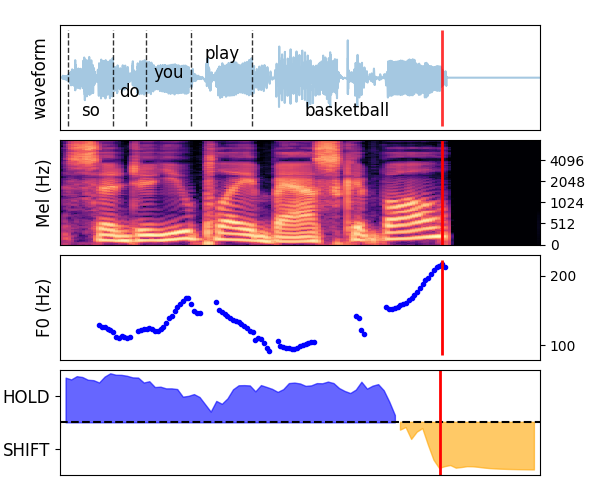 waveform
so
do
you
play
basketball
Mel (Hz)
4096
2048
1024
512
0
F0 (Hz)
200
100
HOLD
SHIFT